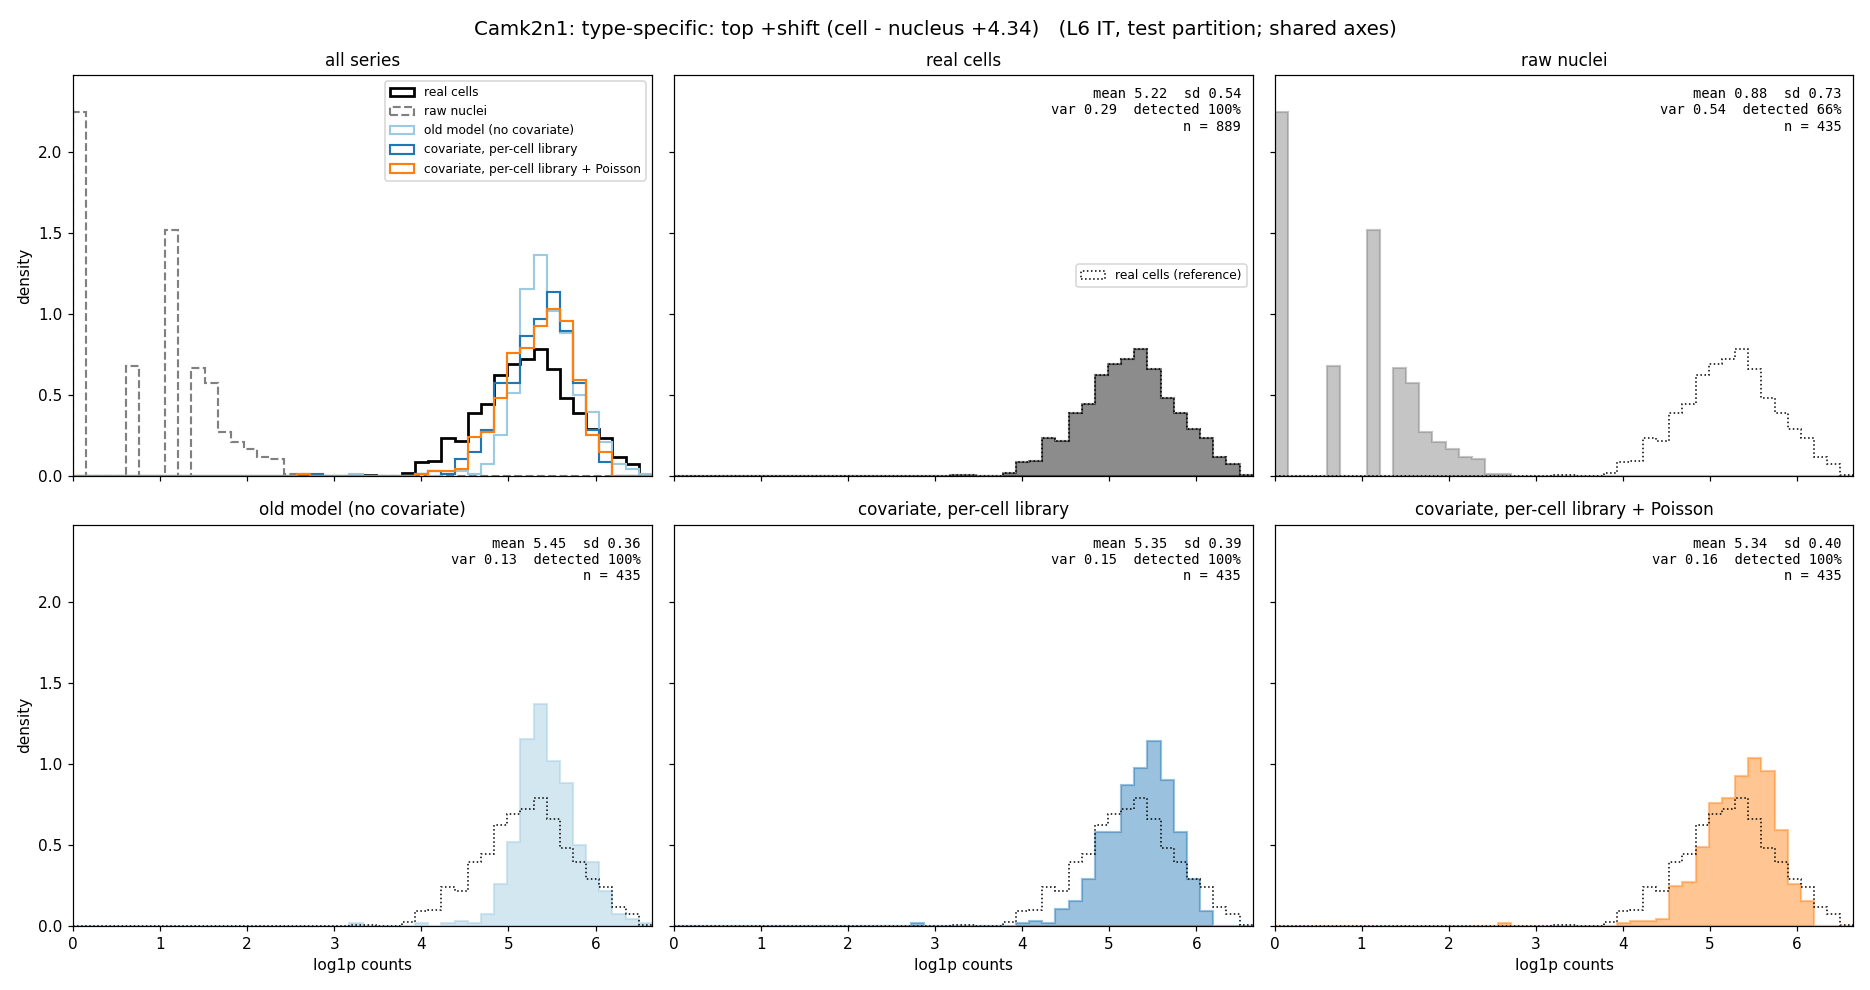 Camk2n1: type-specific: top +shift (cell - nucleus +4.34)   (L6 IT, test partition; shared axes)
all series
real cells
raw nuclei
old model (no covariate)
covariate, per-cell library
covariate, per-cell library + Poisson
density
2.0
1.5
1.0
0.5
0.0
real cells
mean 5.22  sd 0.54
var 0.29  detected 100%
n = 889
real cells (reference)
raw nuclei
mean 0.88  sd 0.73
var 0.54  detected 66%
n = 435
old model (no covariate)
mean 5.45  sd 0.36
var 0.13  detected 100%
n = 435
density
2.0
1.5
1.0
0.5
0.0
0 1 2 3 4 5 6
log1p counts
covariate, per-cell library
mean 5.35  sd 0.39
var 0.15  detected 100%
n = 435
0 1 2 3 4 5 6
log1p counts
covariate, per-cell library + Poisson
mean 5.34  sd 0.40
var 0.16  detected 100%
n = 435
0 1 2 3 4 5 6
log1p counts